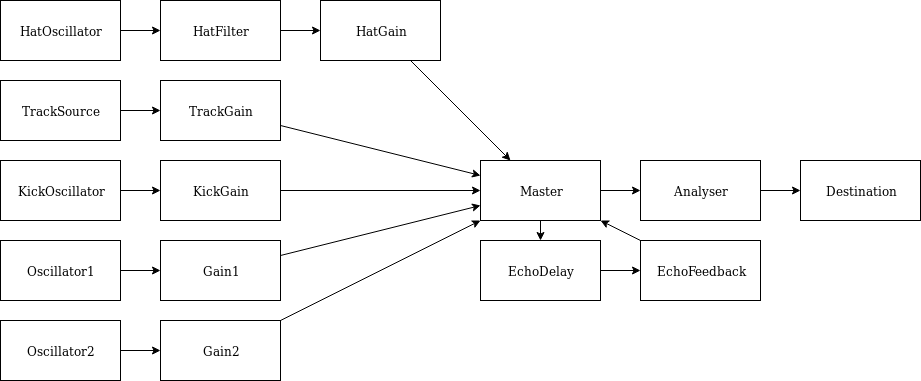 HatOscillator
HatFilter
HatGain
TrackSource
TrackGain
KickOscillator
KickGain
Master
Analyser
Destination
Oscillator1
Gain1
EchoDelay
EchoFeedback
Oscillator2
Gain2